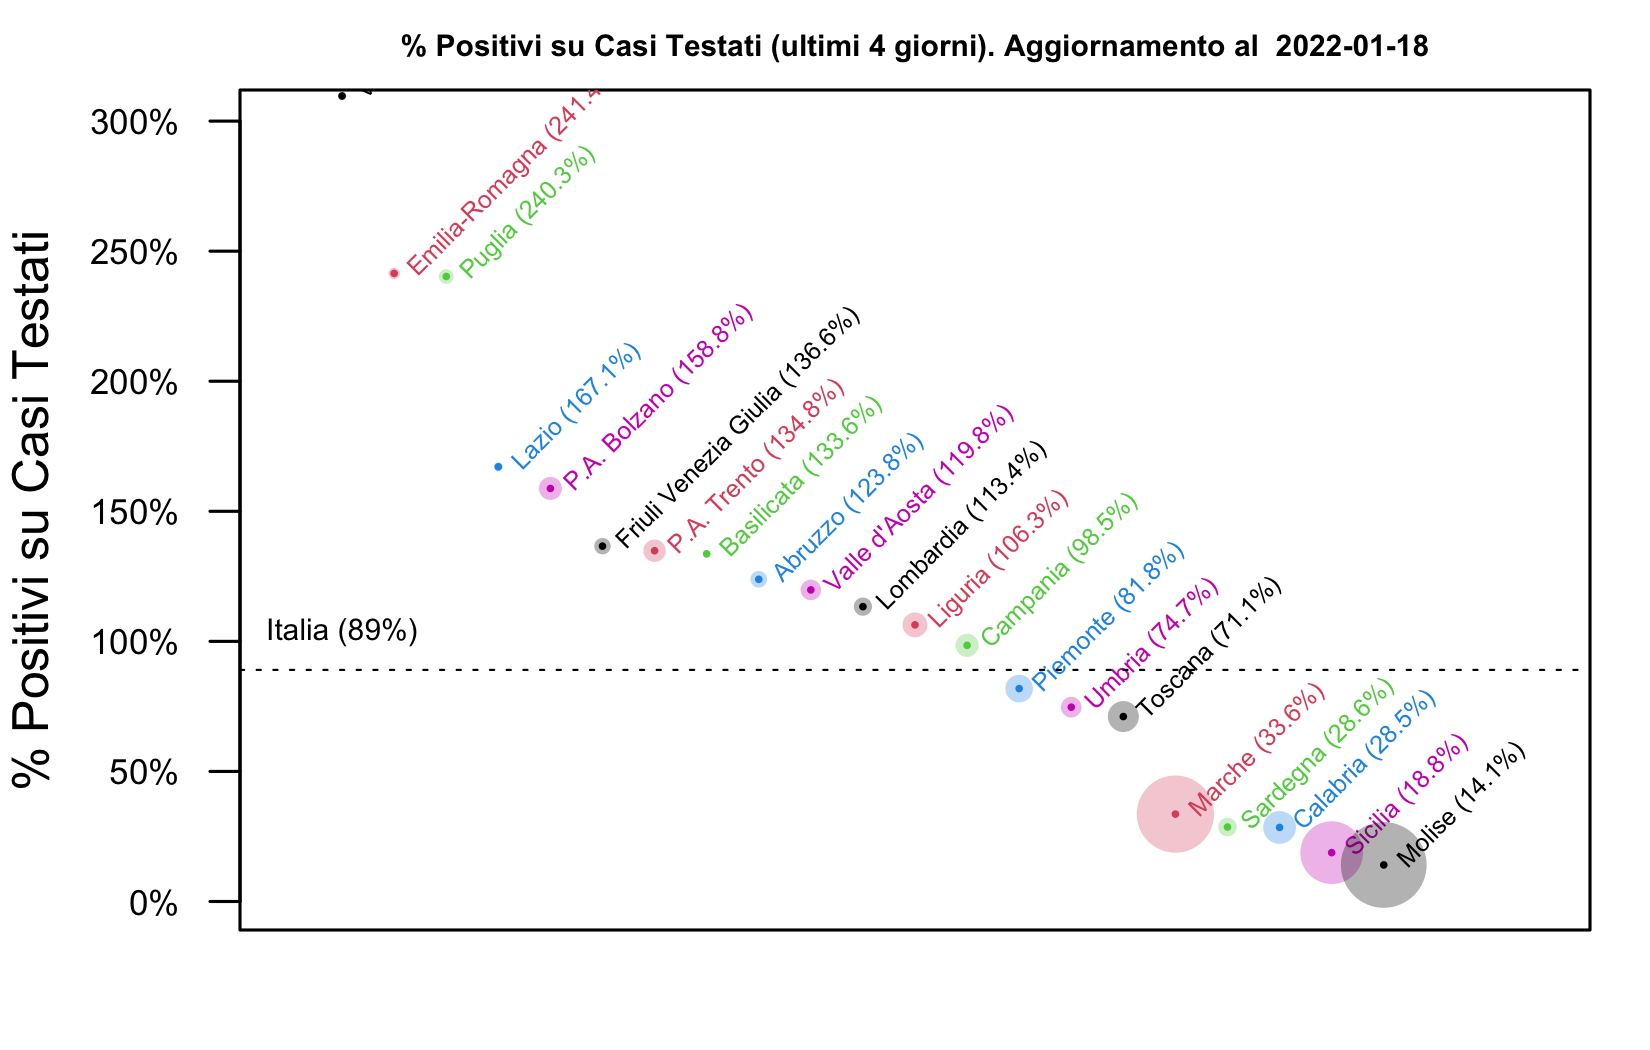 % Positivi su Casi Testati (ultimi 4 giorni). Aggiornamento al  2022-01-18
% Positivi su Casi Testati
300%
250%
200%
150%
100%
50%
0%
Emilia-Romagna (241.4
Puglia (240.3%)
Lazio (167.1%)
P.A. Bolzano (158.8%)
Friuli Venezia Giulia (136.6%)
P.A. Trento (134.8%)
Basilicata (133.6%)
Abruzzo (123.8%)
Valle d'Aosta (119.8%)
Lombardia (113.4%)
Liguria (106.3%)
Campania (98.5%)
Italia (89%)
Piemonte (81.8%)
Umbria (74.7%)
Toscana (71.1%)
Marche (33.6%)
Sardegna (28.6%)
Calabria (28.5%)
Sicilia (18.8%)
Molise (14.1%)